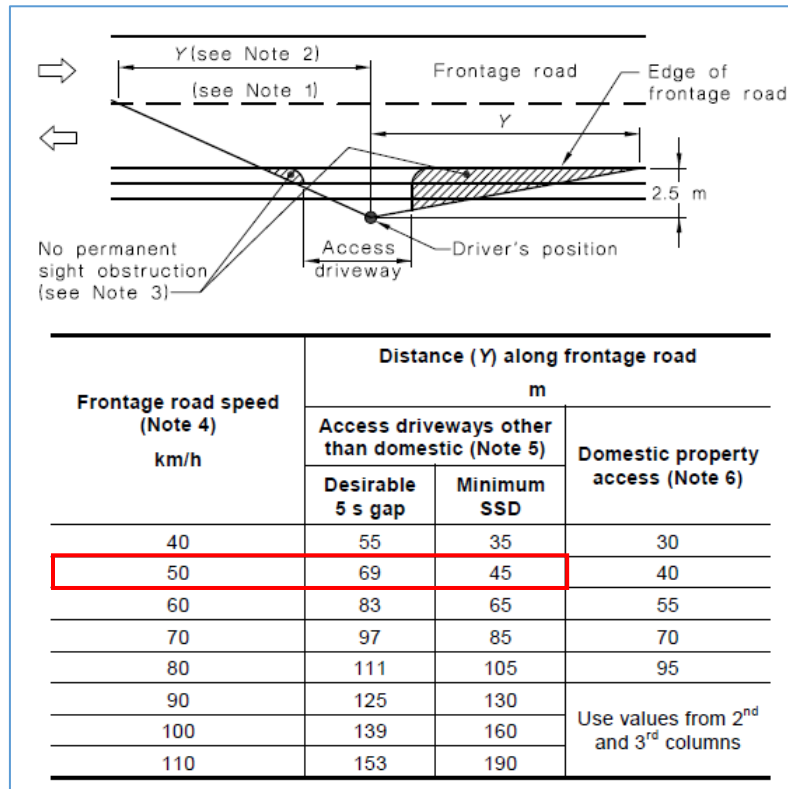 Y(see Note 2)
(see Note 1)
Frontage road
Edge of
frontage road
Y
2.5 m
No permanent
sight obstruction
(see Note 3)
Access
driveway
Driver's position
Frontage road speed
(Note 4)
km/h
Distance (Y) along frontage road
m
Access driveways other
than domestic (Note 5)
Domestic property
access (Note 6)
Desirable
5 s gap
Minimum
SSD
40 55 35 30
50 69 45 40
60 83 65 55
70 97 85 70
80 111 105 95
90 125 130
100 139 160
110 153 190
Use values from 2nd
and 3rd columns